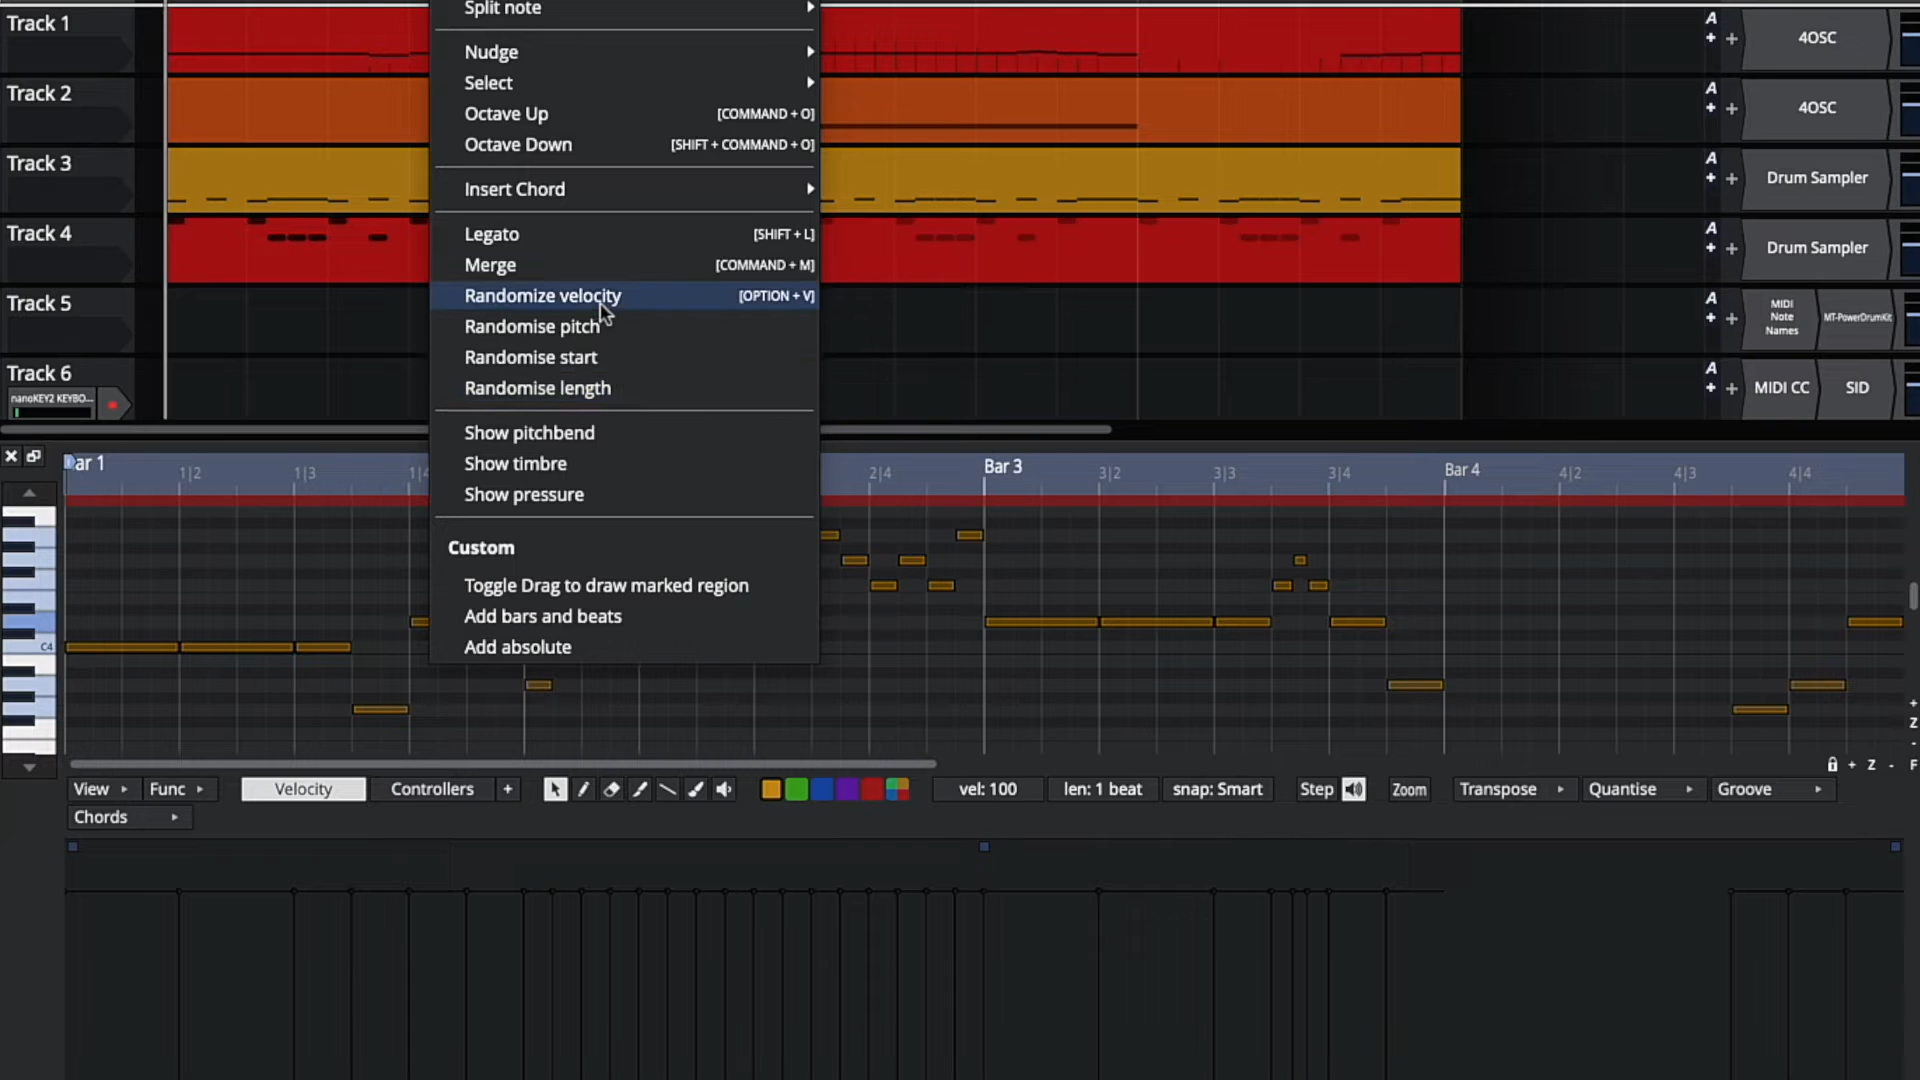 Track 1
Track 2
Track 3
Track 4
Track 5
Track 6
nanoKEY2 KEYBO...
Split note
Nudge
Select
Octave Up [COMMAND + O]
Octave Down [SHIFT + COMMAND + O]
Insert Chord
Legato [SHIFT + L]
Merge [COMMAND + M]
Randomize velocity [OPTION + V]
Randomise pitch
Randomise start
Randomise length
Show pitchbend
Show timbre
Show pressure
Custom
Toggle Drag to draw marked region
Add bars and beats
Add absolute
A + + 4OSC
A + + 4OSC
A + + Drum Sampler
A + + Drum Sampler
A + + MIDI Note Names MT-PowerDrumKit
A + + MIDI CC SID
ar 1 1|2 1|3 1|4 2|4 Bar 3 3|2 3|3 3|4 Bar 4 4|2 4|3 4|4
C4
+
Z
-
+ Z - F
View Func Velocity Controllers + vel: 100 len: 1 beat snap: Smart Step Zoom Transpose Quantise Groove
Chords